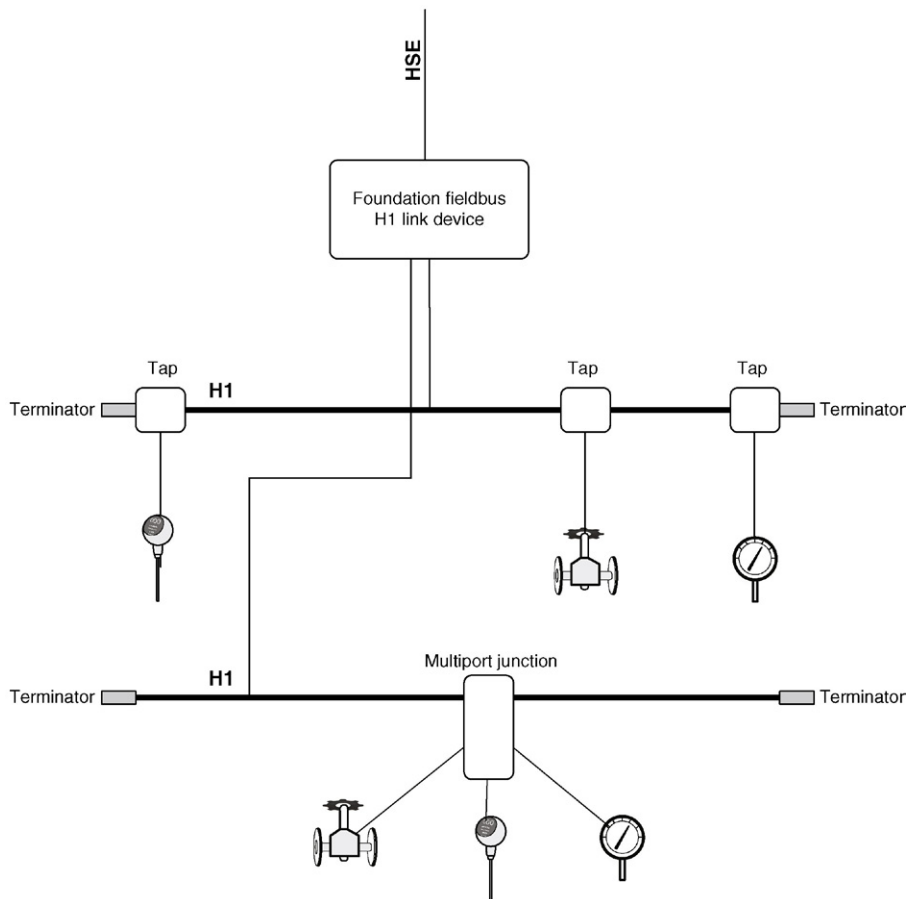 HSE
Foundation fieldbus
H1 link device
Tap
Tap
Tap
H1
Terminator
Terminator
Multiport junction
H1
Terminator
Terminator